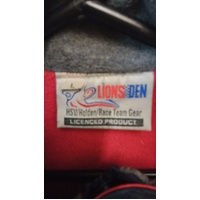 LIONS DEN
HSV Holden/Race Team Gear
LICENCED PRODUCT